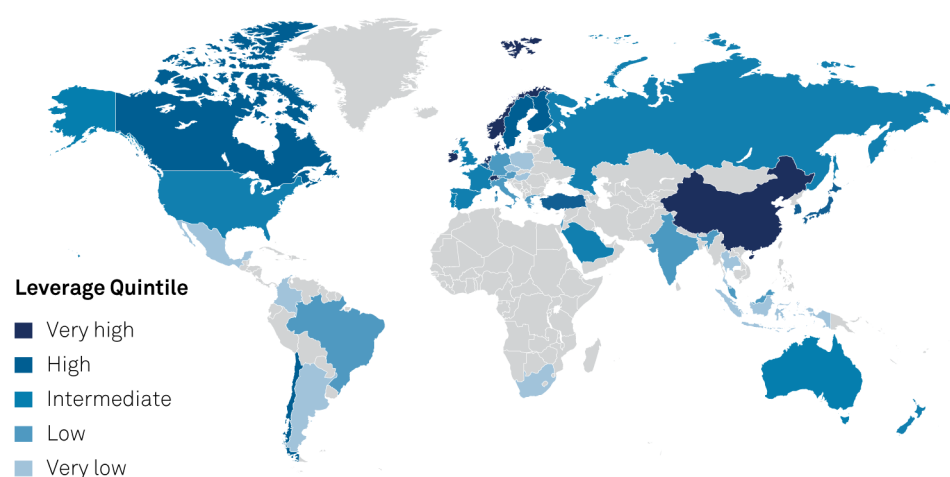 Leverage Quintile
Very high
High
Intermediate
Low
Very low